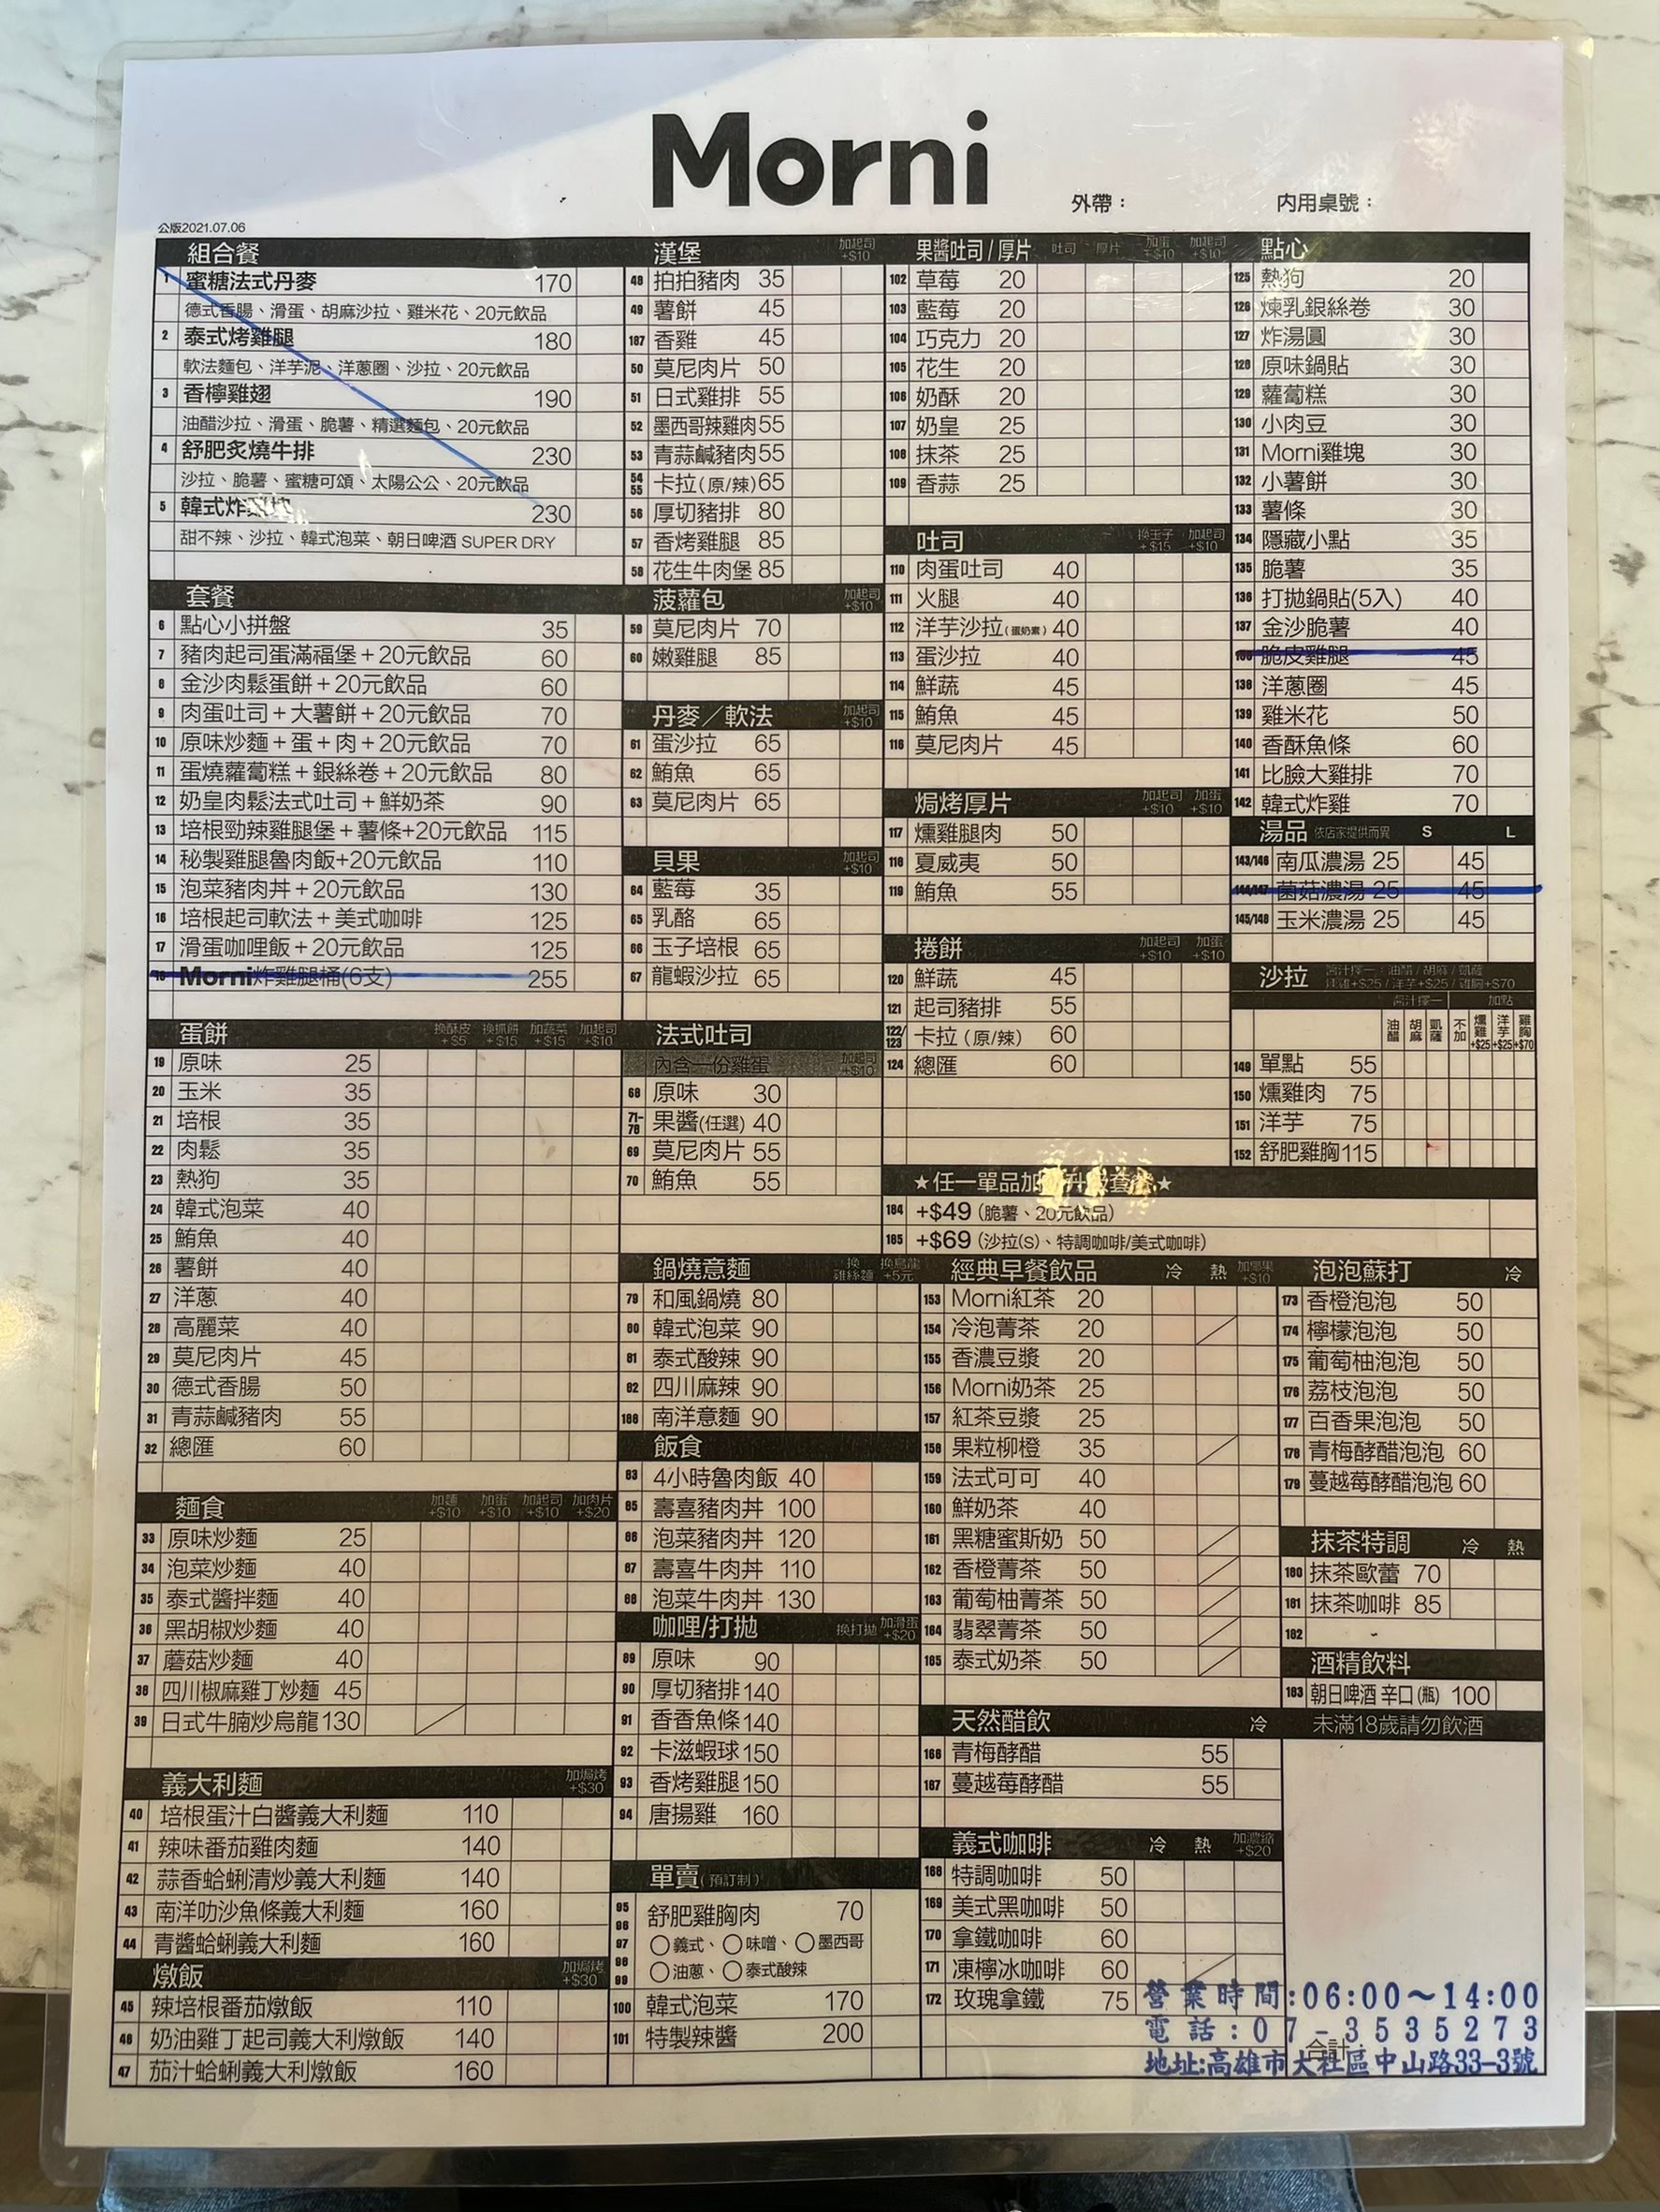 Morni
外帶：
內用桌號：
公版2021.07.06
組合餐
1 蜜糖法式丹麥 170
德式香腸、滑蛋、胡麻沙拉、雞米花、20元飲品
2 泰式烤雞腿 180
軟法麵包、洋芋泥、洋蔥圈、沙拉、20元飲品
3 香檸雞翅 190
油醋沙拉、滑蛋、脆薯、精選麵包、20元飲品
4 舒肥炙燒牛排 230
沙拉、脆薯、蜜糖可頌、太陽公公、20元飲品
5 韓式炸 230
甜不辣、沙拉、韓式泡菜、朝日啤酒 SUPER DRY
套餐
6 點心小拼盤 35
7 豬肉起司蛋滿福堡＋20元飲品 60
8 金沙肉鬆蛋餅＋20元飲品 60
9 肉蛋吐司＋大薯餅＋20元飲品 70
10 原味炒麵＋蛋＋肉＋20元飲品 70
11 蛋燒蘿蔔糕＋銀絲卷＋20元飲品 80
12 奶皇肉鬆法式吐司＋鮮奶茶 90
13 培根勁辣雞腿堡＋薯條+20元飲品 115
14 秘製雞腿魯肉飯+20元飲品 110
15 泡菜豬肉丼＋20元飲品 130
16 培根起司軟法＋美式咖啡 125
17 滑蛋咖哩飯＋20元飲品 125
18 Morni炸雞腿桶(6支) 255
蛋餅 換酥皮+$5 換抓餅+$15 加蔬菜+$15 加起司+$10
19 原味 25
20 玉米 35
21 培根 35
22 肉鬆 35
23 熱狗 35
24 韓式泡菜 40
25 鮪魚 40
26 薯餅 40
27 洋蔥 40
28 高麗菜 40
29 莫尼肉片 45
30 德式香腸 50
31 青蒜鹹豬肉 55
32 總匯 60
麵食 加麵+$10 加蛋+$10 加起司+$10 加肉片+$20
33 原味炒麵 25
34 泡菜炒麵 40
35 泰式醬拌麵 40
36 黑胡椒炒麵 40
37 蘑菇炒麵 40
38 四川椒麻雞丁炒麵 45
39 日式牛腩炒烏龍 130
義大利麵 加焗烤+$30
40 培根蛋汁白醬義大利麵 110
41 辣味番茄雞肉麵 140
42 蒜香蛤蜊清炒義大利麵 140
43 南洋叻沙魚條義大利麵 160
44 青醬蛤蜊義大利麵 160
燉飯 加焗烤+$30
45 辣培根番茄燉飯 110
46 奶油雞丁起司義大利燉飯 140
47 茄汁蛤蜊義大利燉飯 160
漢堡 加起司+$10
48 拍拍豬肉 35
49 薯餅 45
187 香雞 45
50 莫尼肉片 50
51 日式雞排 55
52 墨西哥辣雞肉 55
53 青蒜鹹豬肉 55
54 55 卡拉(原/辣) 65
56 厚切豬排 80
57 香烤雞腿 85
58 花生牛肉堡 85
菠蘿包 加起司+$10
59 莫尼肉片 70
60 嫩雞腿 85
丹麥／軟法 加起司+$10
61 蛋沙拉 65
62 鮪魚 65
63 莫尼肉片 65
貝果 加起司+$10
64 藍莓 35
65 乳酪 65
66 玉子培根 65
67 龍蝦沙拉 65
法式吐司
內含一份雞蛋 加起司+$10
68 原味 30
71-78 果醬(任選) 40
69 莫尼肉片 55
70 鮪魚 55
鍋燒意麵 換雞絲麵 換烏龍+5元
79 和風鍋燒 80
80 韓式泡菜 90
81 泰式酸辣 90
82 四川麻辣 90
186 南洋意麵 90
飯食
83 4小時魯肉飯 40
85 壽喜豬肉丼 100
86 泡菜豬肉丼 120
87 壽喜牛肉丼 110
88 泡菜牛肉丼 130
咖哩/打拋 換打拋 加滑蛋+$20
89 原味 90
90 厚切豬排 140
91 香香魚條 140
92 卡滋蝦球 150
93 香烤雞腿 150
94 唐揚雞 160
單賣(預訂制)
95 96 97 98 99 舒肥雞胸肉 70
○義式、○味噌、○墨西哥
○油蔥、○泰式酸辣
100 韓式泡菜 170
101 特製辣醬 200
果醬吐司/厚片 吐司 厚片 加蛋+$10 加起司+$10
102 草莓 20
103 藍莓 20
104 巧克力 20
105 花生 20
106 奶酥 20
107 奶皇 25
108 抹茶 25
109 香蒜 25
吐司 換玉子+$15 加起司+$10
110 肉蛋吐司 40
111 火腿 40
112 洋芋沙拉(蛋奶素) 40
113 蛋沙拉 40
114 鮮蔬 45
115 鮪魚 45
116 莫尼肉片 45
焗烤厚片 加起司+$10 加蛋+$10
117 燻雞腿肉 50
118 夏威夷 50
119 鮪魚 55
捲餅 加起司+$10 加蛋+$10
120 鮮蔬 45
121 起司豬排 55
122/123 卡拉（原/辣） 60
124 總匯 60
點心
125 熱狗 20
126 煉乳銀絲卷 30
127 炸湯圓 30
128 原味鍋貼 30
129 蘿蔔糕 30
130 小肉豆 30
131 Morni雞塊 30
132 小薯餅 30
133 薯條 30
134 隱藏小點 35
135 脆薯 35
136 打拋鍋貼(5入) 40
137 金沙脆薯 40
脆皮雞腿 45
138 洋蔥圈 45
139 雞米花 50
140 香酥魚條 60
141 比臉大雞排 70
142 韓式炸雞 70
湯品 依店家提供而異 S L
143/146 南瓜濃湯 25 45
144/147 菌菇濃湯 25 45
145/148 玉米濃湯 25 45
沙拉 醬汁擇一：油醋/胡麻/凱薩
燻雞+$25/洋芋+$25/雞胸+$70
醬汁擇一 加點
油醋 胡麻 凱薩 不加 燻雞+$25 洋芋+$25 雞胸+$70
149 單點 55
150 燻雞肉 75
151 洋芋 75
152 舒肥雞胸 115
★任一單品加 升級套餐★
184 +$49 (脆薯、20元飲品)
185 +$69 (沙拉(S)、特調咖啡/美式咖啡)
經典早餐飲品 冷 熱 加椰果+$10
153 Morni紅茶 20
154 冷泡菁茶 20
155 香濃豆漿 20
156 Morni奶茶 25
157 紅茶豆漿 25
158 果粒柳橙 35
159 法式可可 40
160 鮮奶茶 40
161 黑糖蜜斯奶 50
162 香橙菁茶 50
163 葡萄柚菁茶 50
164 翡翠菁茶 50
165 泰式奶茶 50
天然醋飲 冷
166 青梅酵醋 55
167 蔓越莓酵醋 55
義式咖啡 冷 熱 加濃縮+$20
168 特調咖啡 50
169 美式黑咖啡 50
170 拿鐵咖啡 60
171 凍檸冰咖啡 60
172 玫瑰拿鐵 75
泡泡蘇打 冷
173 香橙泡泡 50
174 檸檬泡泡 50
175 葡萄柚泡泡 50
176 荔枝泡泡 50
177 百香果泡泡 50
178 青梅酵醋泡泡 60
179 蔓越莓酵醋泡泡 60
抹茶特調 冷 熱
180 抹茶歐蕾 70
181 抹茶咖啡 85
182 -
酒精飲料
183 朝日啤酒 辛口(瓶) 100
未滿18歲請勿飲酒
營業時間:06:00～14:00
電話:07-3535273
合計：
地址:高雄市大社區中山路33-3號